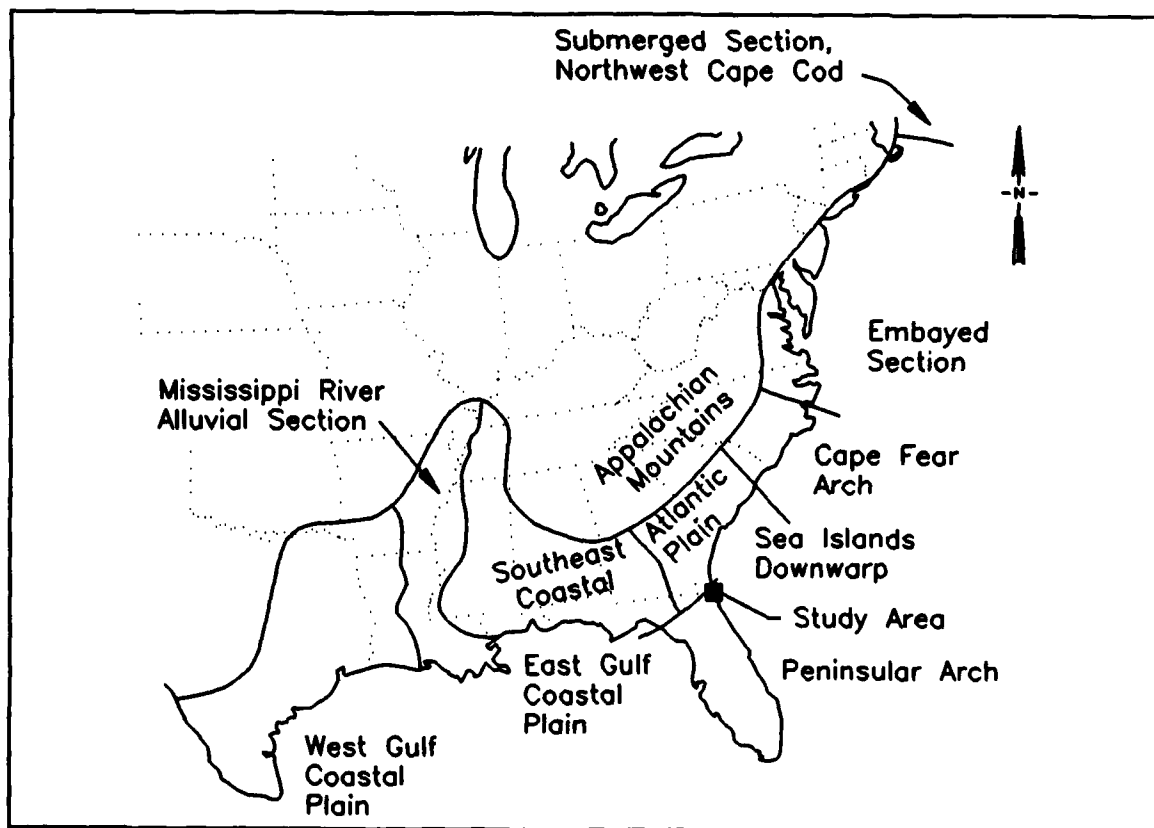 Submerged Section,
Northwest Cape Cod
-N-
Embayed
Section
Mississippi River
Alluvial Section
Appalachian
Mountains
Cape Fear
Arch
Atlantic
Plain
Sea Islands
Downwarp
Southeast
Coastal
Study Area
East Gulf
Coastal
Plain
Peninsular Arch
West Gulf
Coastal
Plain